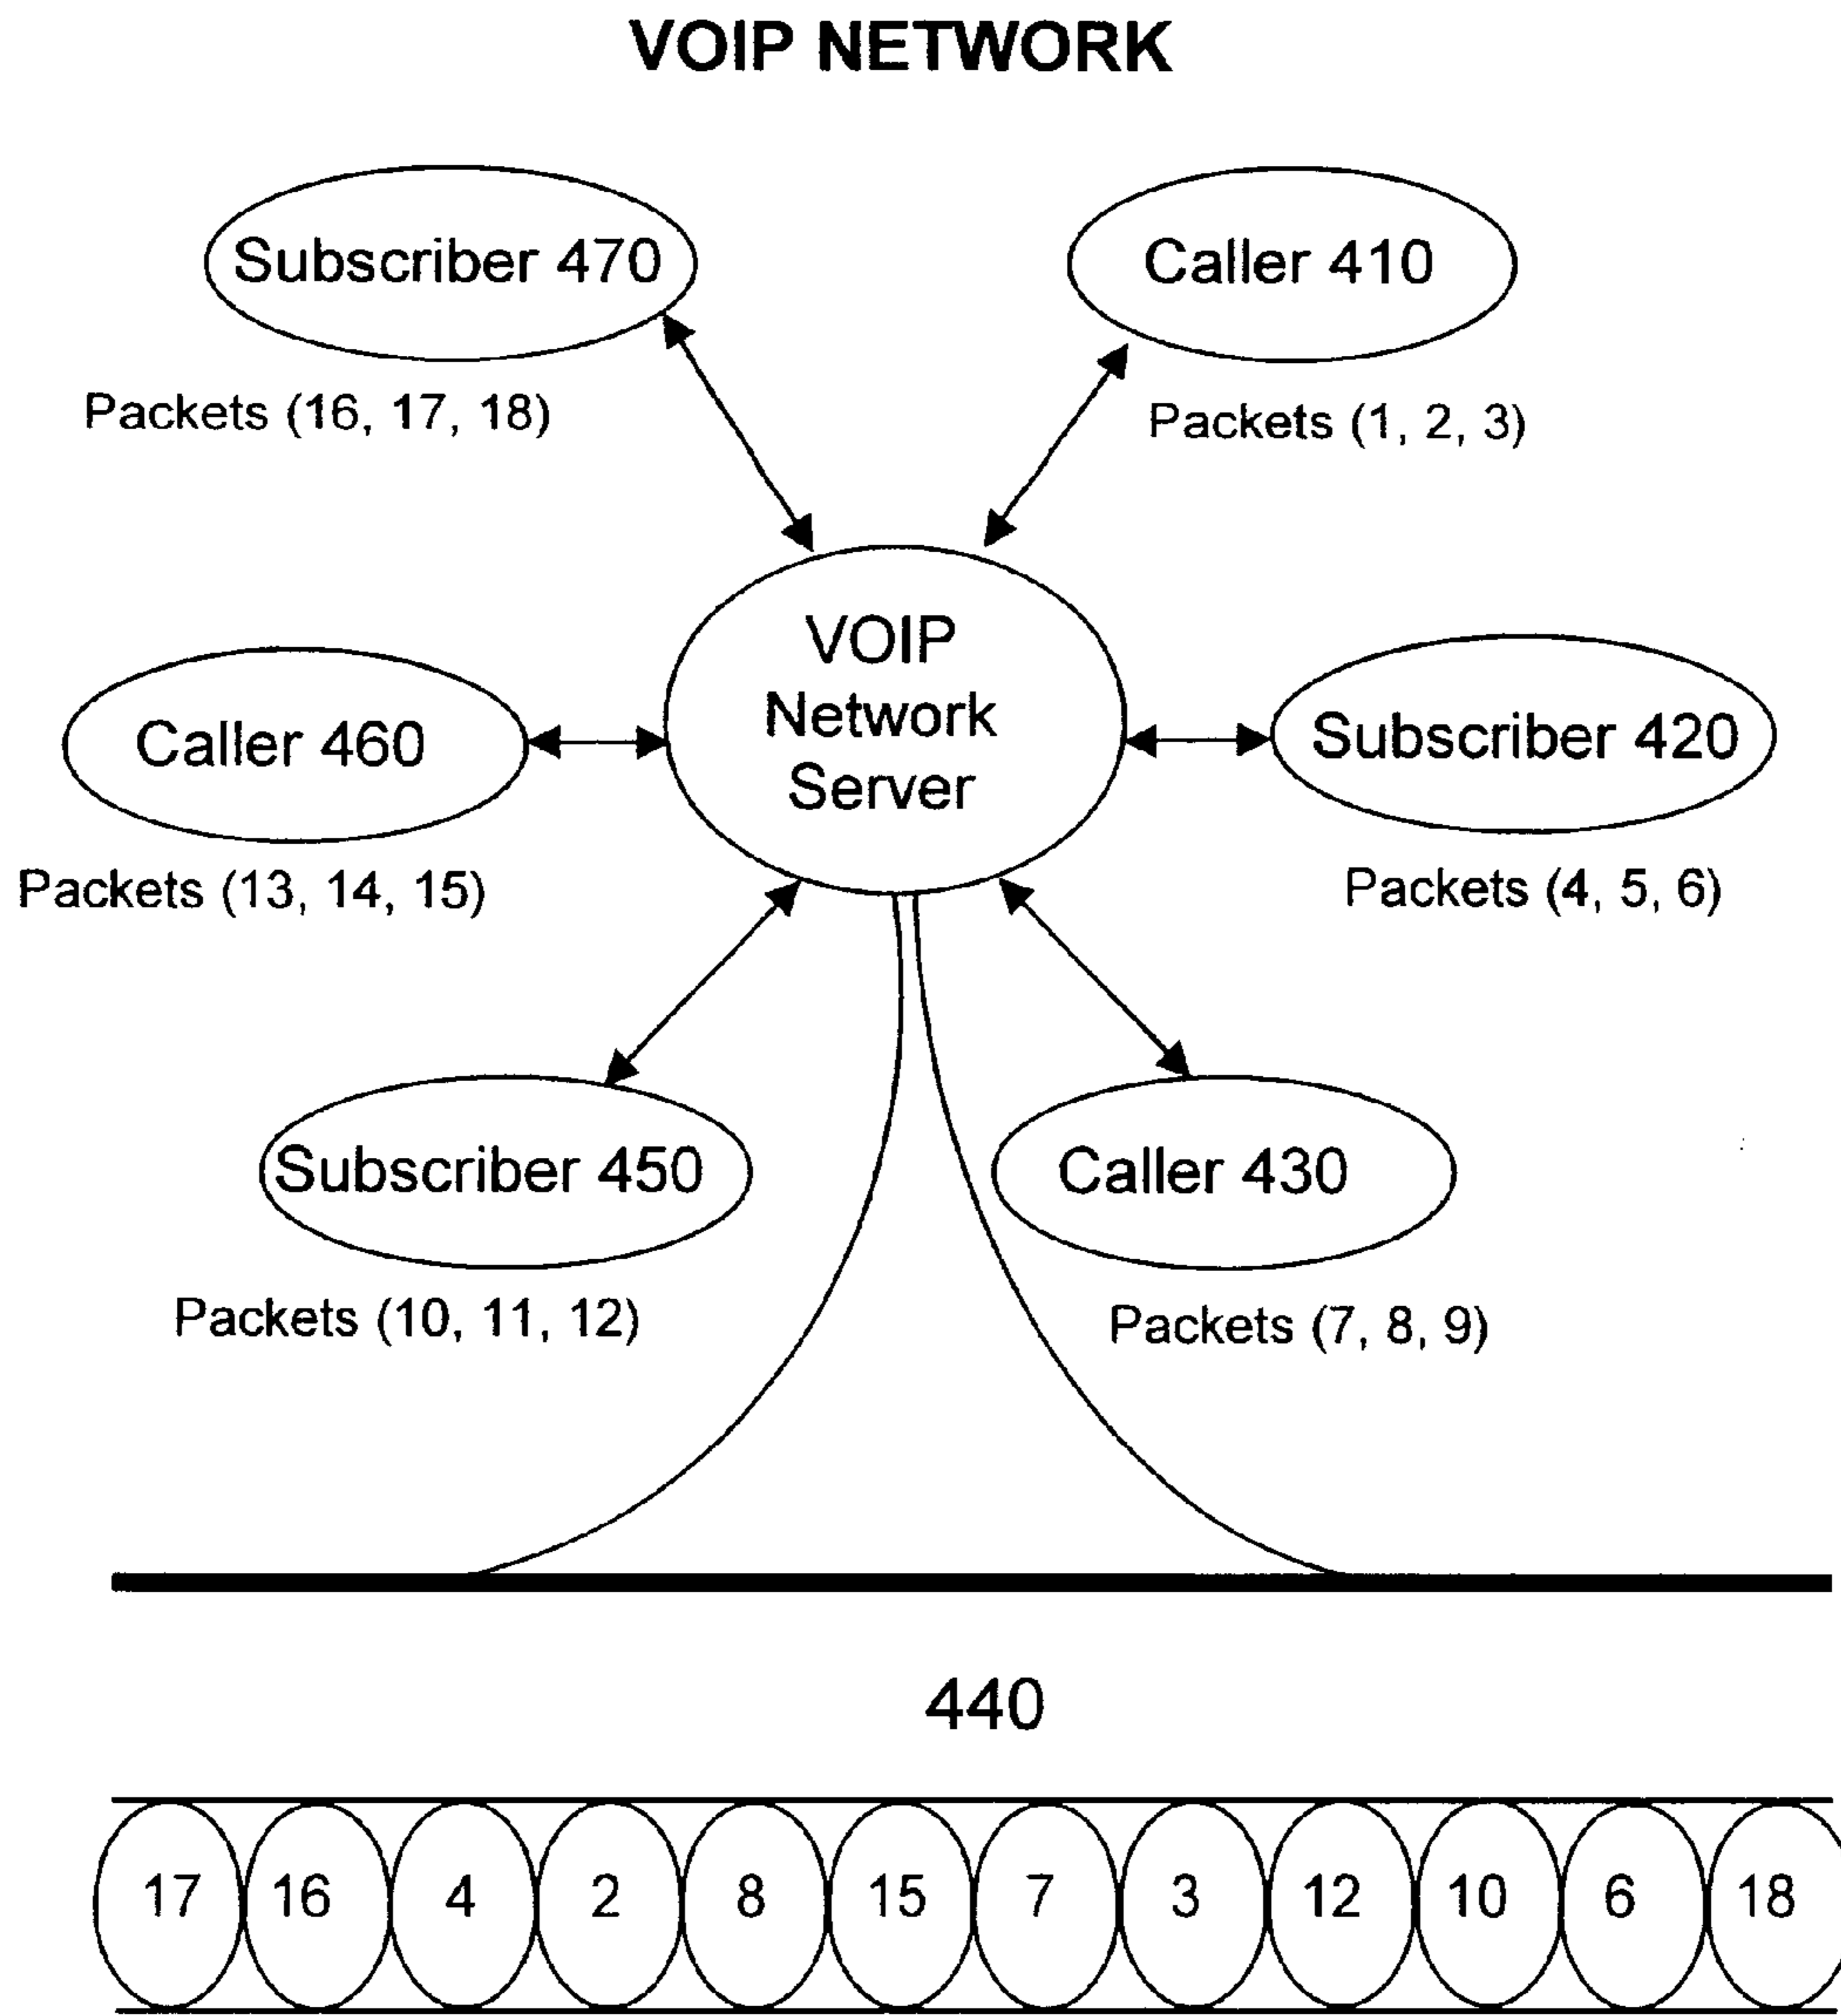 VOIP NETWORK
Subscriber 470
Caller 410
Packets (16, 17, 18)
Packets (1, 2, 3)
VOIP
Network
Server
Caller 460
Subscriber 420
Packets (13, 14, 15)
Packets (4, 5, 6)
Subscriber 450
Caller 430
Packets (10, 11, 12)
Packets (7, 8, 9)
440
17 16 4 2 8 15 7 3 12 10 6 18